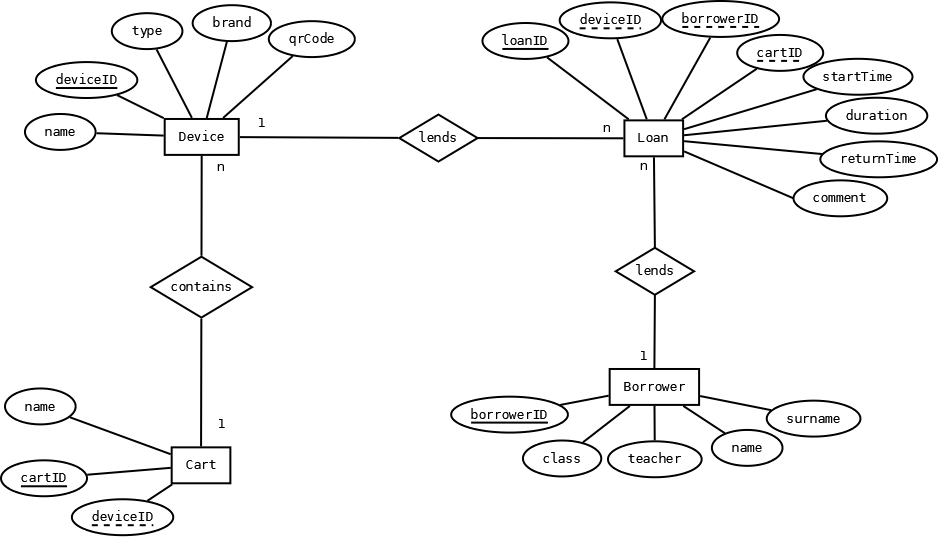 brand
type
qrCode
deviceID
name
Device
1
n
lends
n
loanID
deviceID
borrowerID
cartID
startTime
duration
returnTime
comment
Loan
n
contains
lends
1
1
name
cartID
deviceID
Cart
Borrower
borrowerID
class
teacher
name
surname